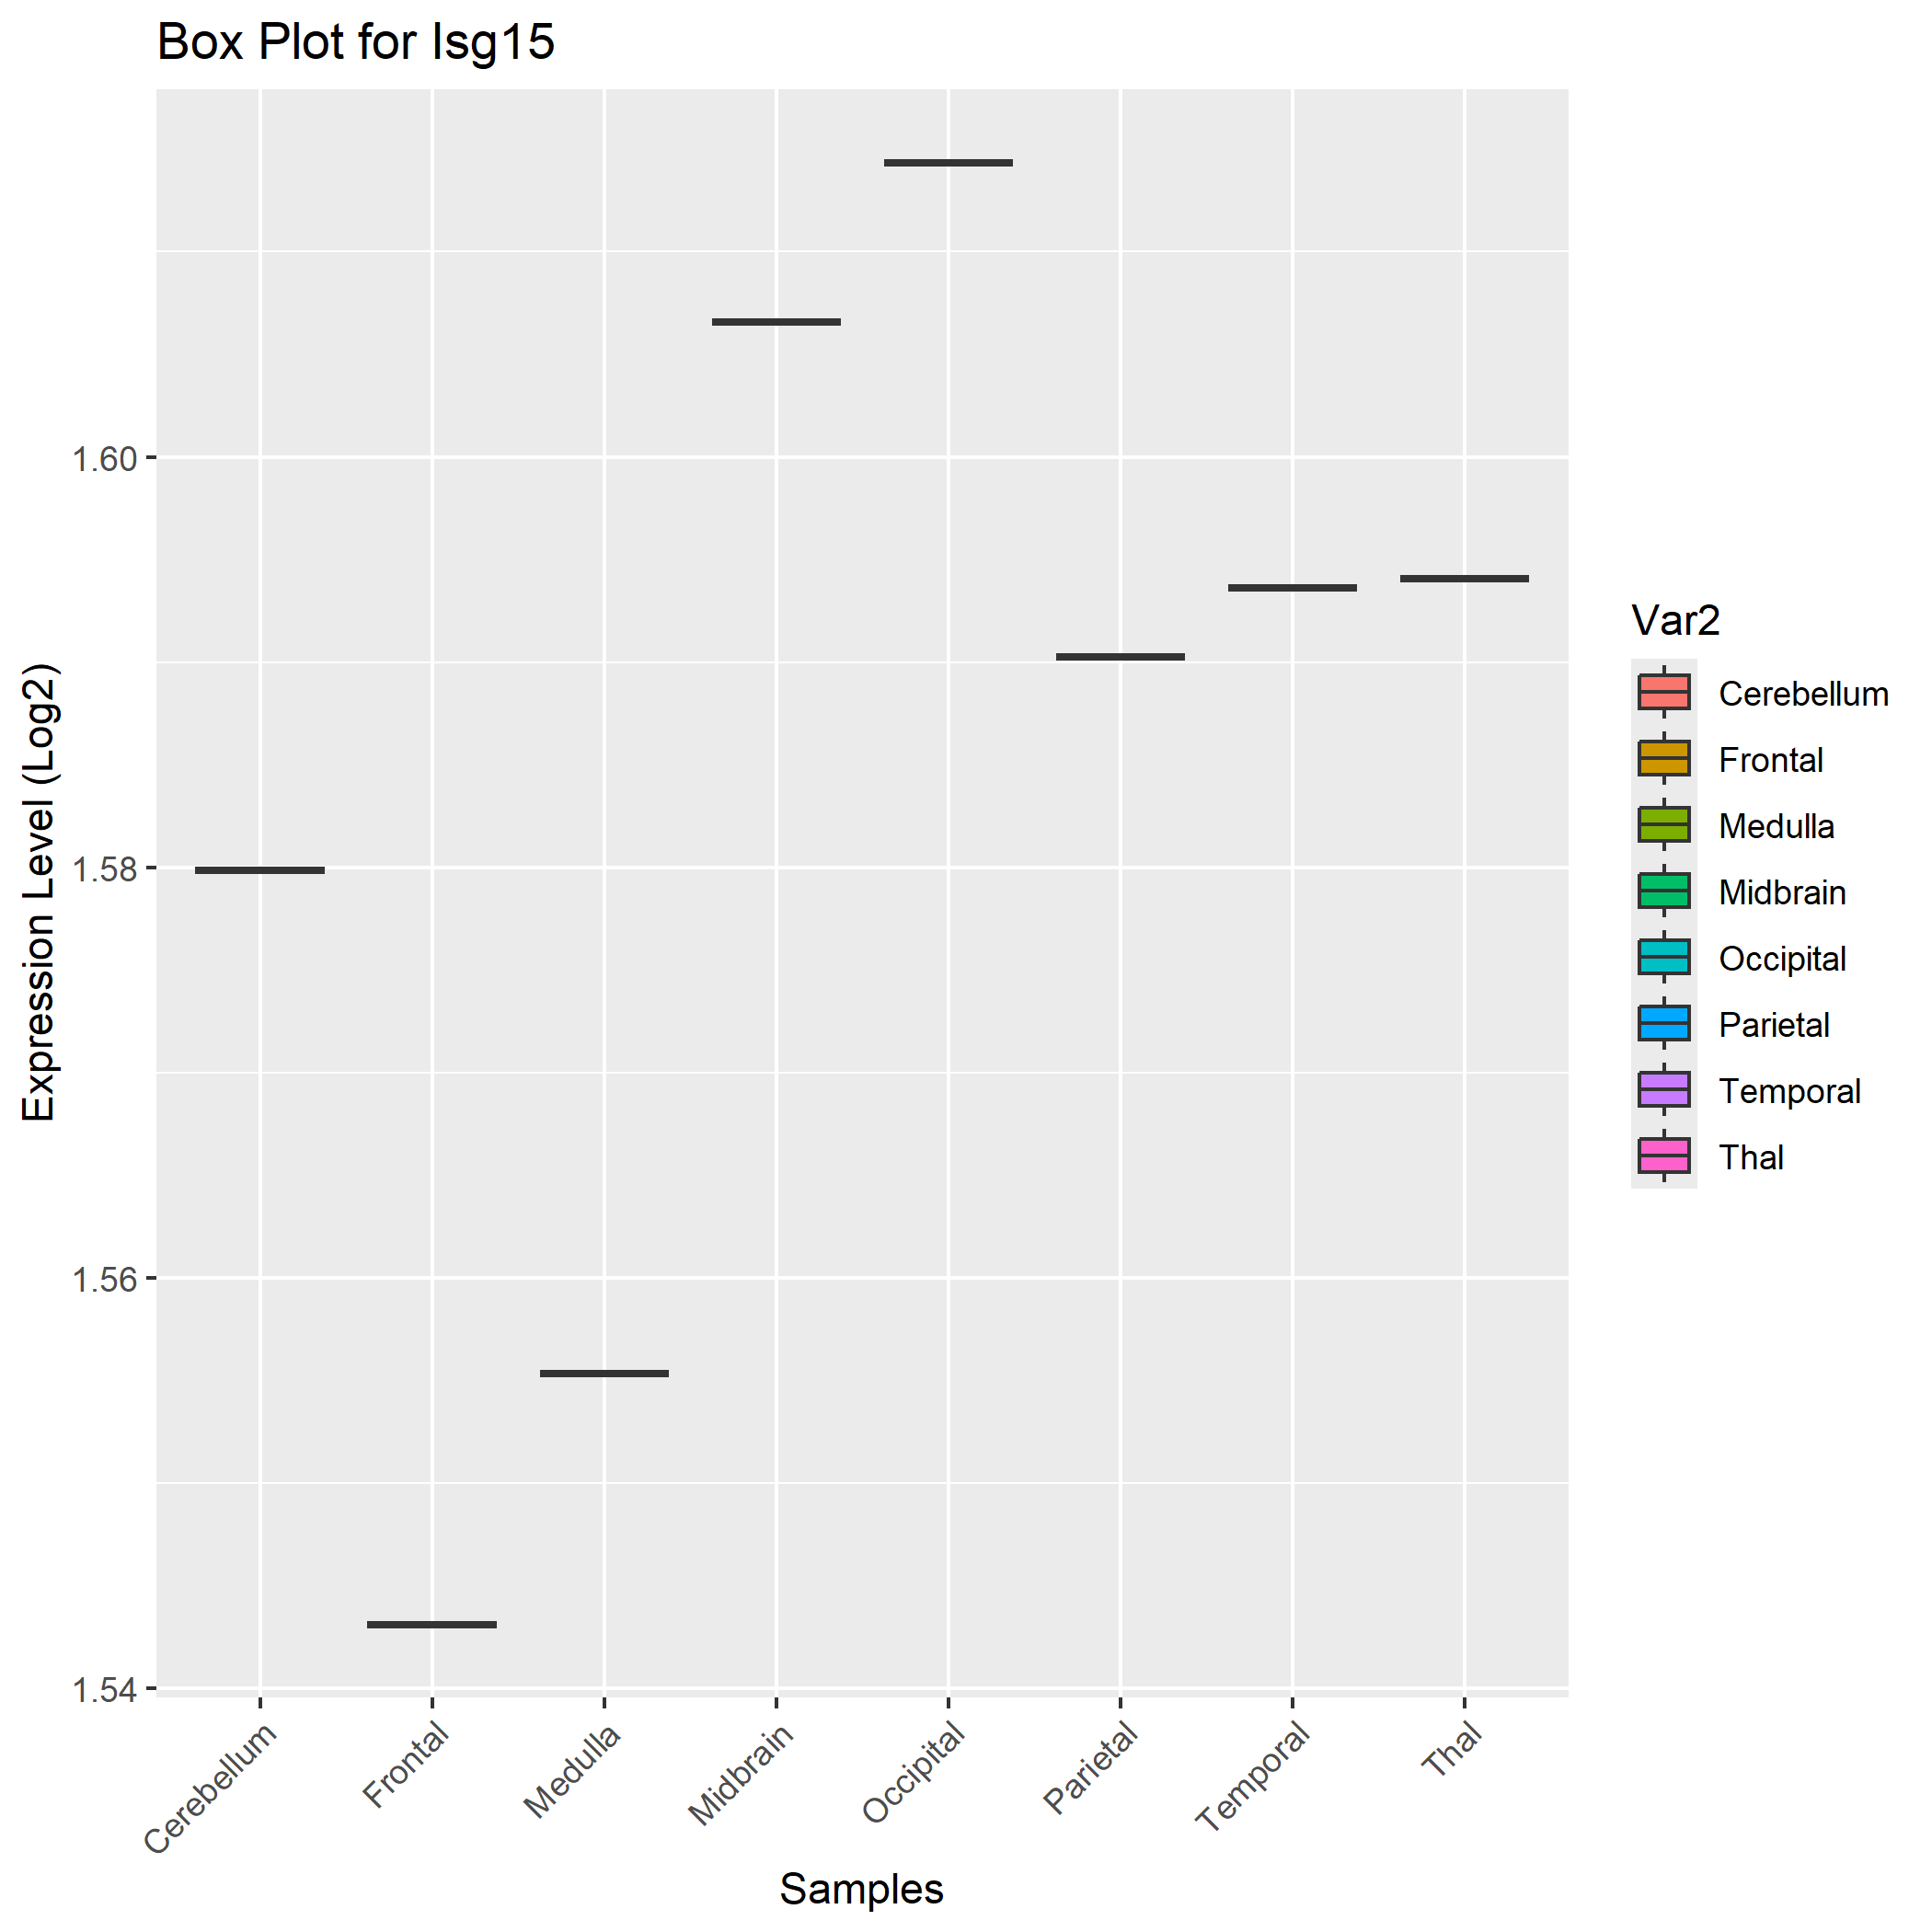 Box Plot for Isg15
Expression Level (Log2)
1.60
1.58
1.56
1.54
Cerebellum
Frontal
Medulla
Midbrain
Occipital
Parietal
Temporal
Thal
Samples
Var2
Cerebellum
Frontal
Medulla
Midbrain
Occipital
Parietal
Temporal
Thal